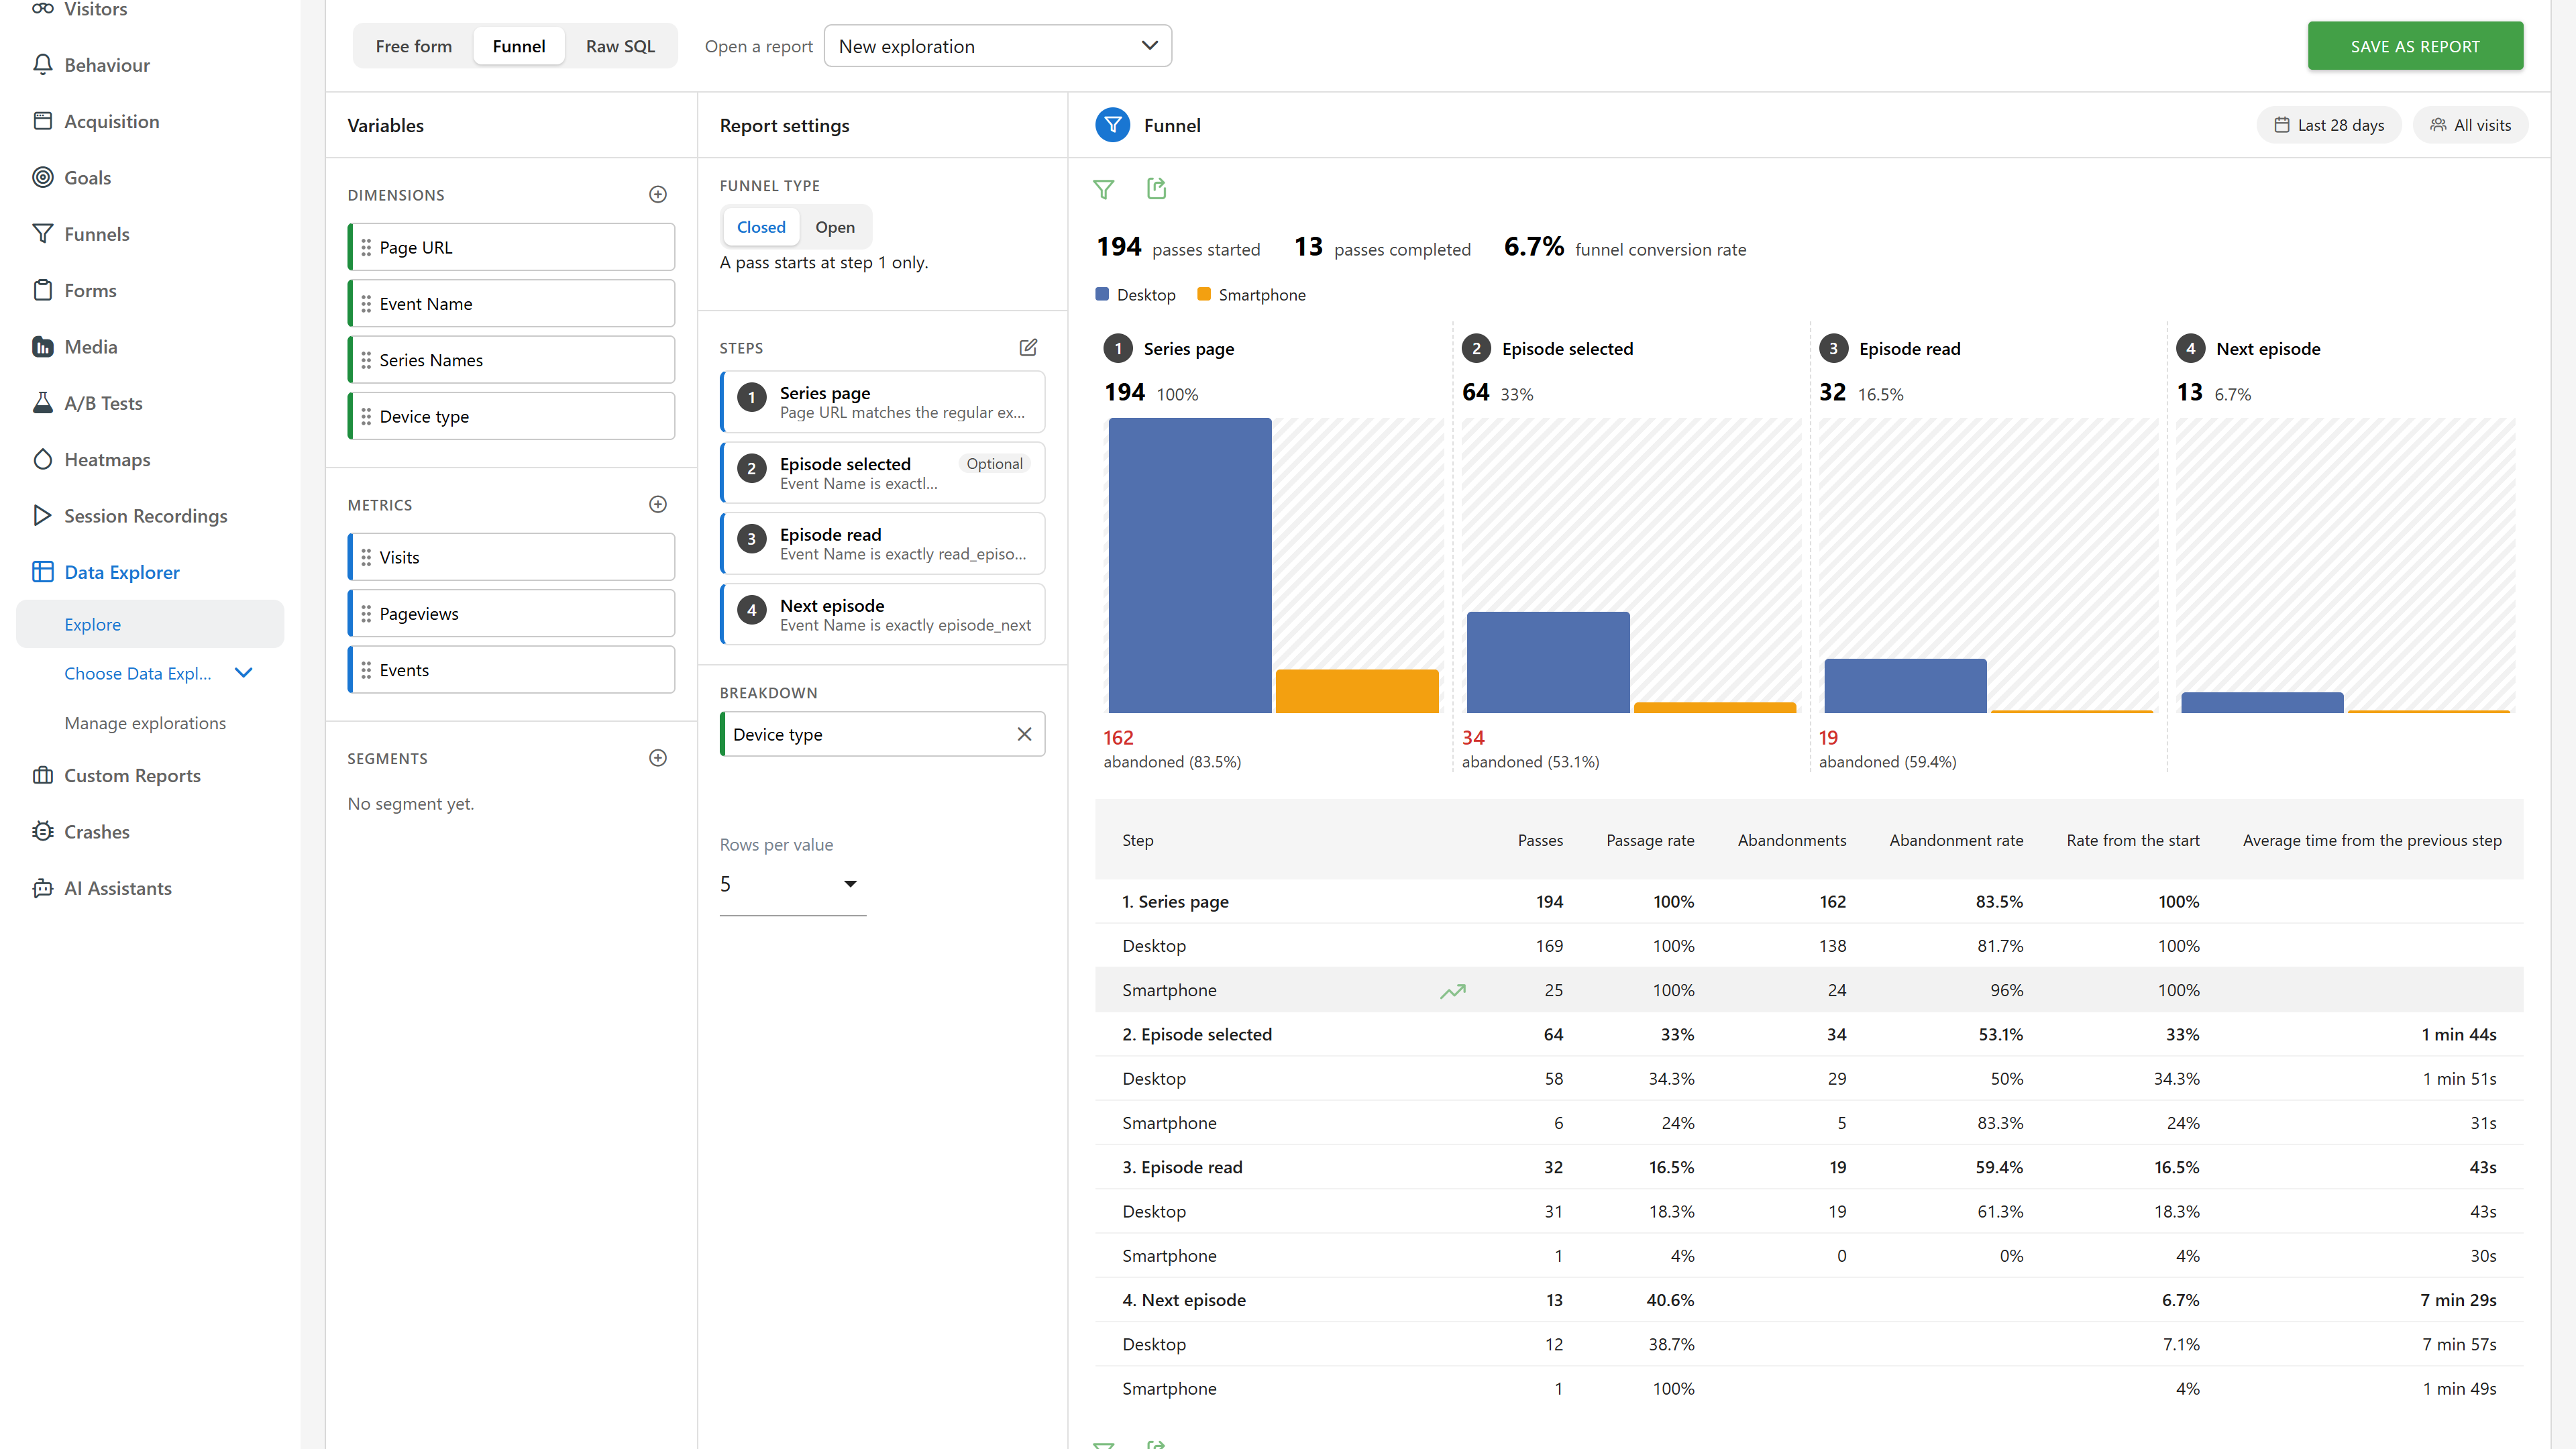 Visitors
Behaviour
Acquisition
Goals
Funnels
Forms
Media
A/B Tests
Heatmaps
Session Recordings
Data Explorer
Explore
Choose Data Expl...
Manage explorations
Custom Reports
Crashes
AI Assistants
Free form Funnel Raw SQL Open a report New exploration SAVE AS REPORT
Variables
DIMENSIONS
Page URL
Event Name
Series Names
Device type
METRICS
Visits
Pageviews
Events
SEGMENTS
No segment yet.
Report settings
FUNNEL TYPE
Closed Open
A pass starts at step 1 only.
STEPS
1 Series page
Page URL matches the regular ex...
2 Episode selected Optional
Event Name is exactl...
3 Episode read
Event Name is exactly read_episo...
4 Next episode
Event Name is exactly episode_next
BREAKDOWN
Device type
Rows per value
5
Funnel Last 28 days All visits
194 passes started 13 passes completed 6.7% funnel conversion rate
Desktop Smartphone
1 Series page
194 100%
162
abandoned (83.5%)
2 Episode selected
64 33%
34
abandoned (53.1%)
3 Episode read
32 16.5%
19
abandoned (59.4%)
4 Next episode
13 6.7%
Step Passes Passage rate Abandonments Abandonment rate Rate from the start Average time from the previous step
1. Series page 194 100% 162 83.5% 100%
Desktop 169 100% 138 81.7% 100%
Smartphone 25 100% 24 96% 100%
2. Episode selected 64 33% 34 53.1% 33% 1 min 44s
Desktop 58 34.3% 29 50% 34.3% 1 min 51s
Smartphone 6 24% 5 83.3% 24% 31s
3. Episode read 32 16.5% 19 59.4% 16.5% 43s
Desktop 31 18.3% 19 61.3% 18.3% 43s
Smartphone 1 4% 0 0% 4% 30s
4. Next episode 13 40.6% 6.7% 7 min 29s
Desktop 12 38.7% 7.1% 7 min 57s
Smartphone 1 100% 4% 1 min 49s